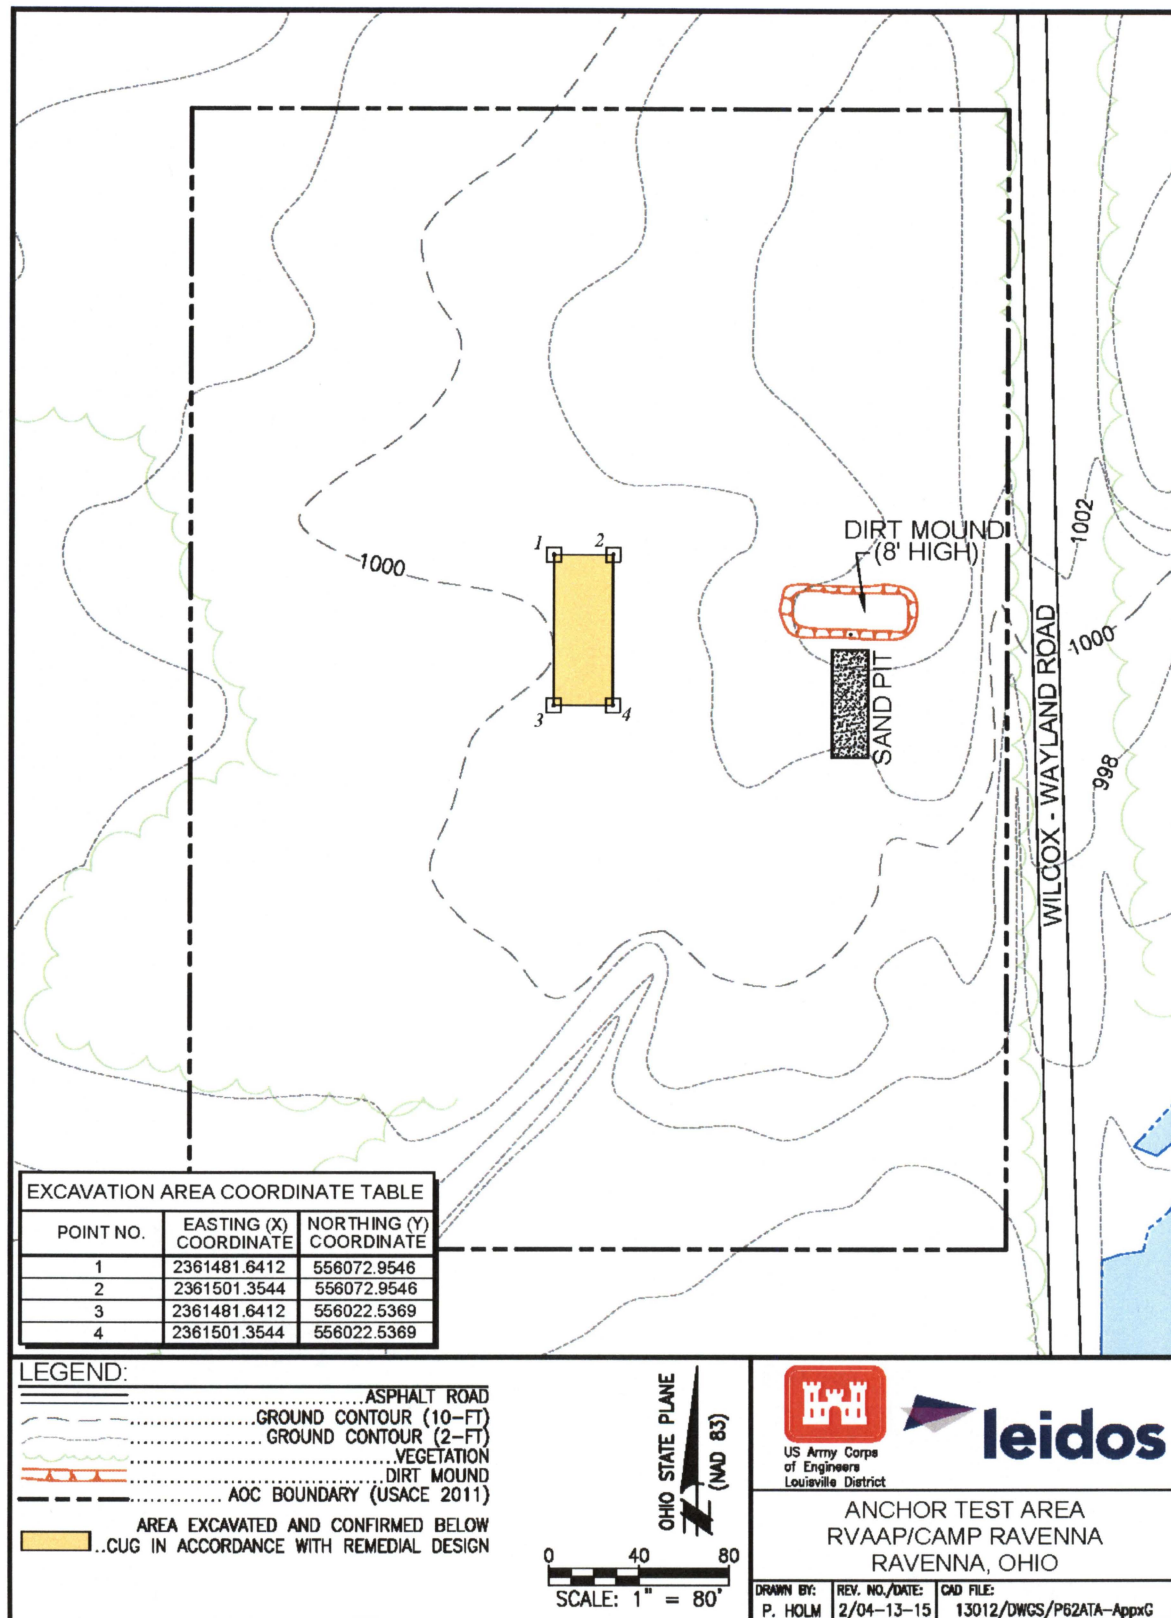 1002
DIRT MOUND
(8' HIGH)
1 2
1000
1000
WILCOX - WAYLAND ROAD
SAND PIT
3 4
998
EXCAVATION AREA COORDINATE TABLE
POINT NO. EASTING (X) COORDINATE NORTHING (Y) COORDINATE
1 2361481.6412 556072.9546
2 2361501.3544 556072.9546
3 2361481.6412 556022.5369
4 2361501.3544 556022.5369
LEGEND:
ASPHALT ROAD
GROUND CONTOUR (10-FT)
GROUND CONTOUR (2-FT)
VEGETATION
DIRT MOUND
AOC BOUNDARY (USACE 2011)
AREA EXCAVATED AND CONFIRMED BELOW
CUG IN ACCORDANCE WITH REMEDIAL DESIGN
OHIO STATE PLANE
(NAD 83)
0 40 80
SCALE: 1" = 80'
US Army Corps
of Engineers
Louisville District
leidos
ANCHOR TEST AREA
RVAAP/CAMP RAVENNA
RAVENNA, OHIO
DRAWN BY: REV. NO./DATE: CAD FILE:
P. HOLM 2/04-13-15 13012/DWGS/P62ATA-AppxG